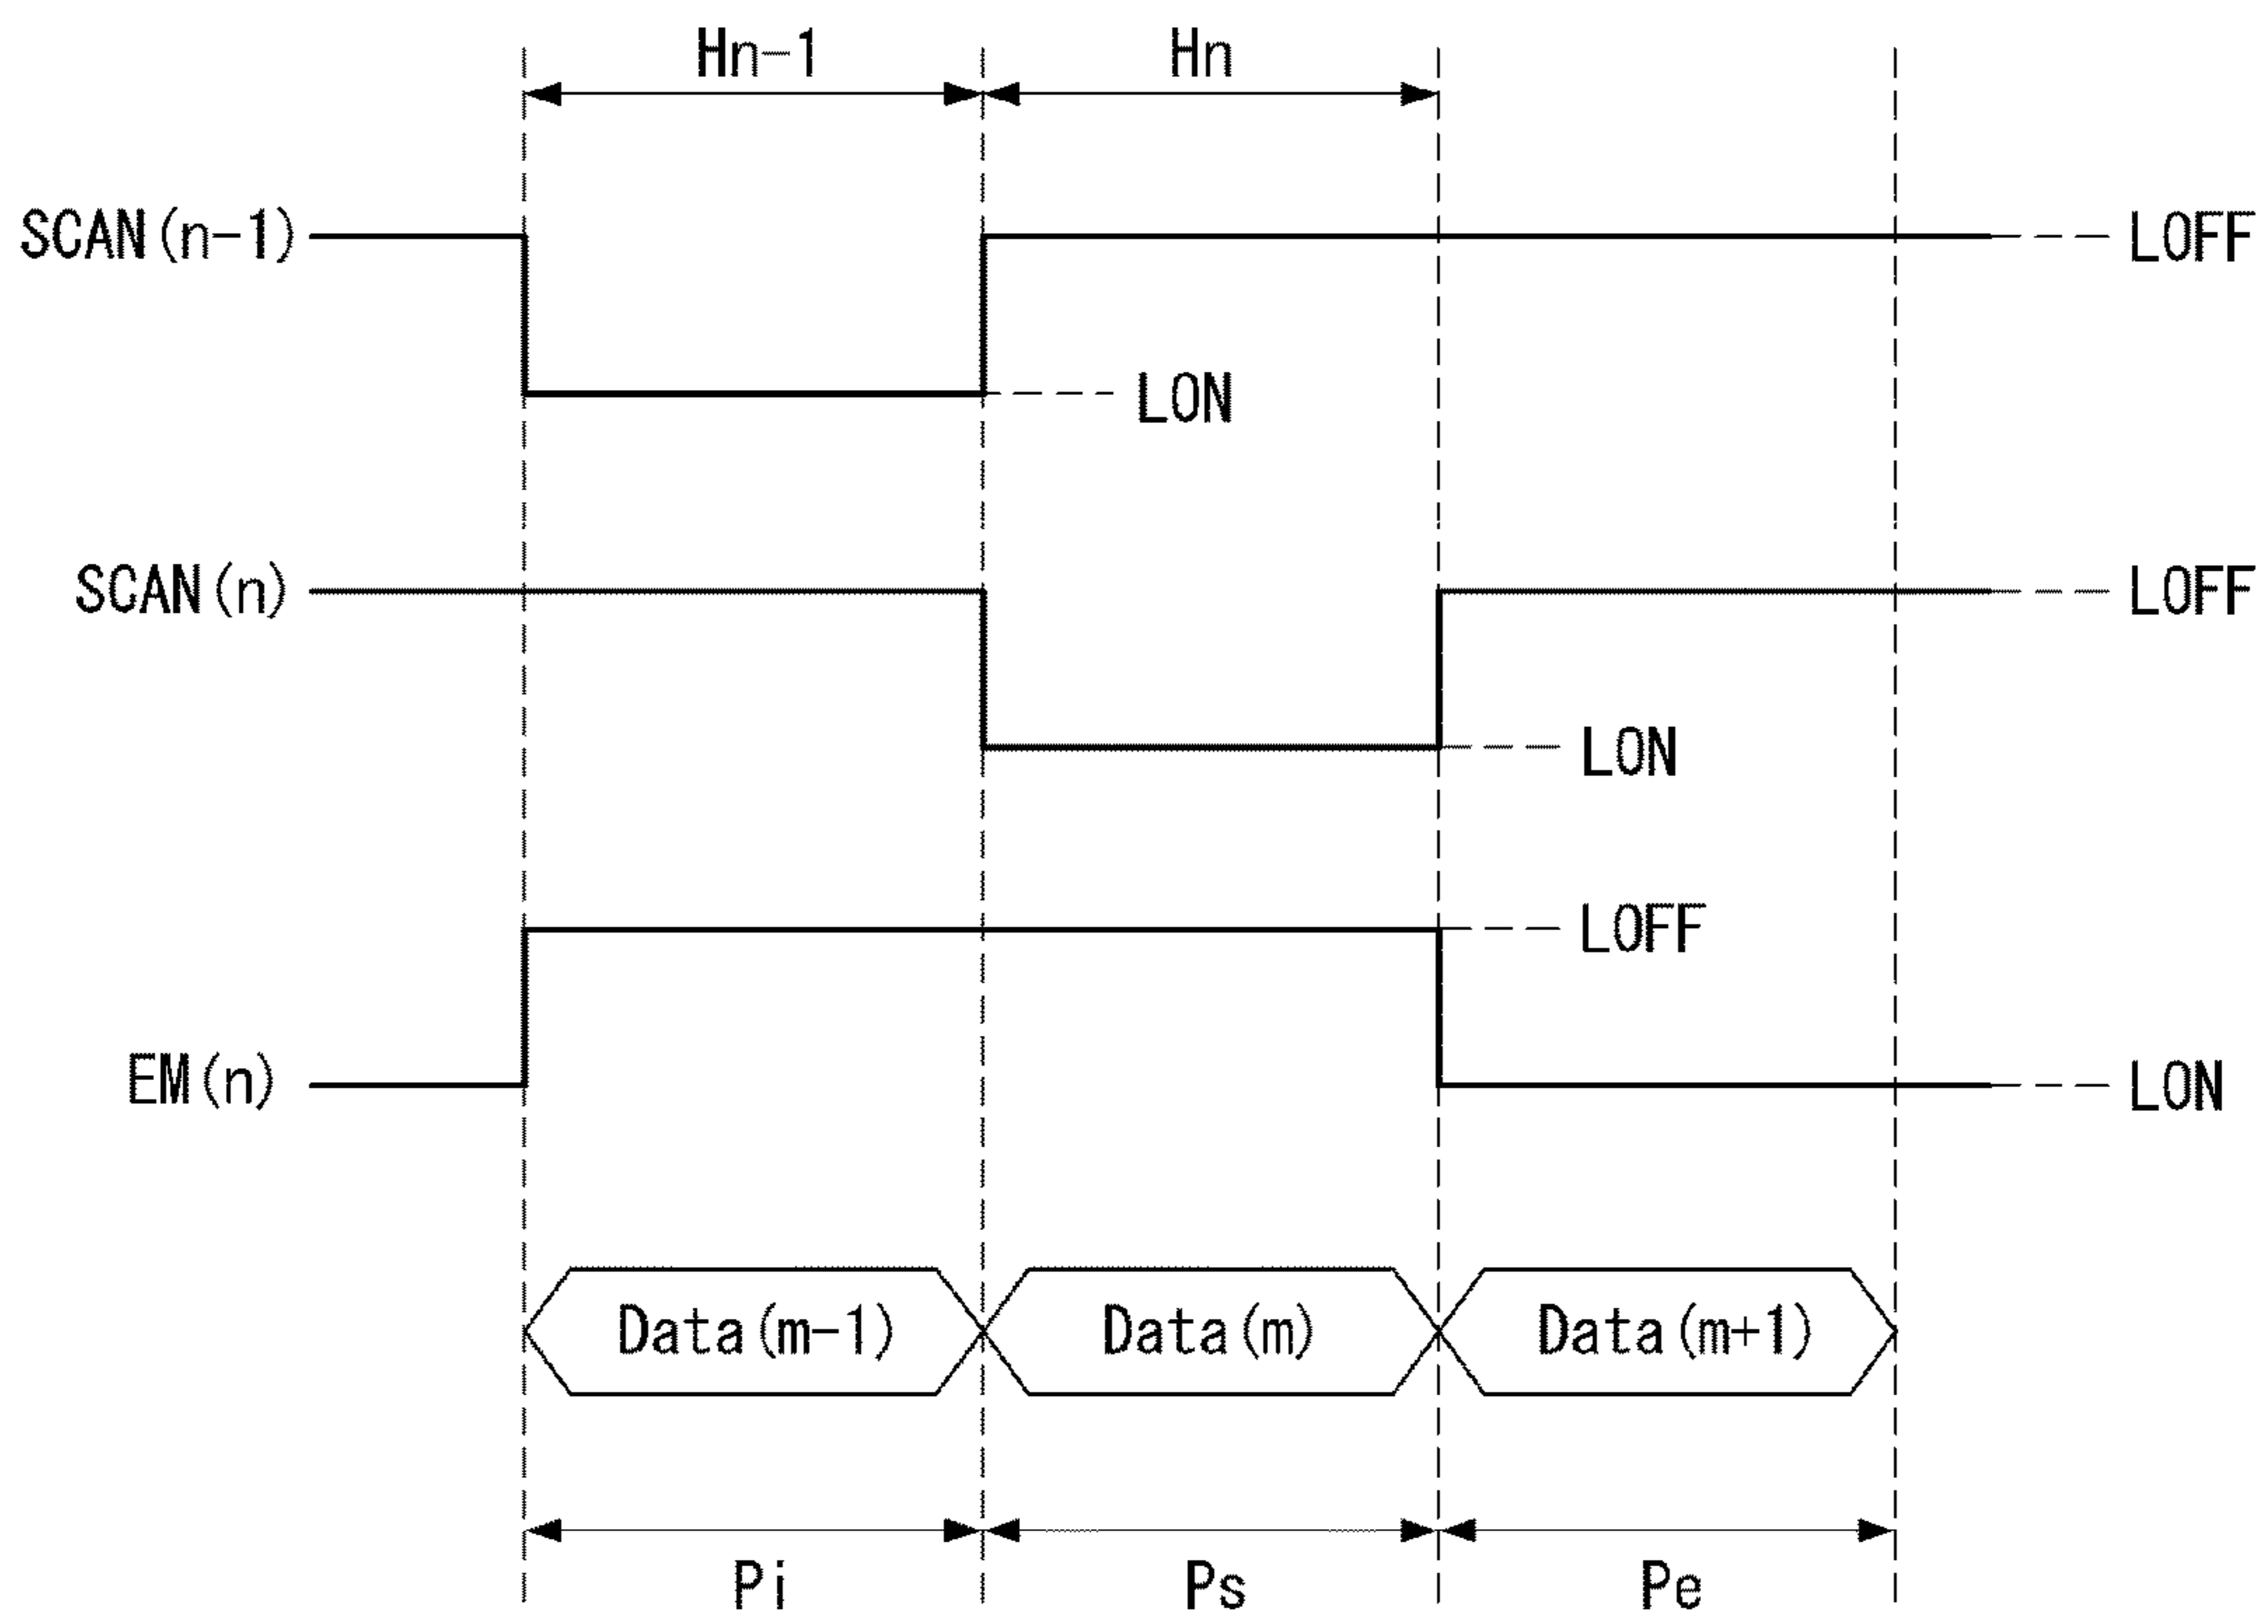 Hn-1 Hn
SCAN(n-1) LOFF
LON
SCAN(n) LOFF
LON
LOFF
EM(n) LON
Data(m-1) Data(m) Data(m+1)
Pi Ps Pe